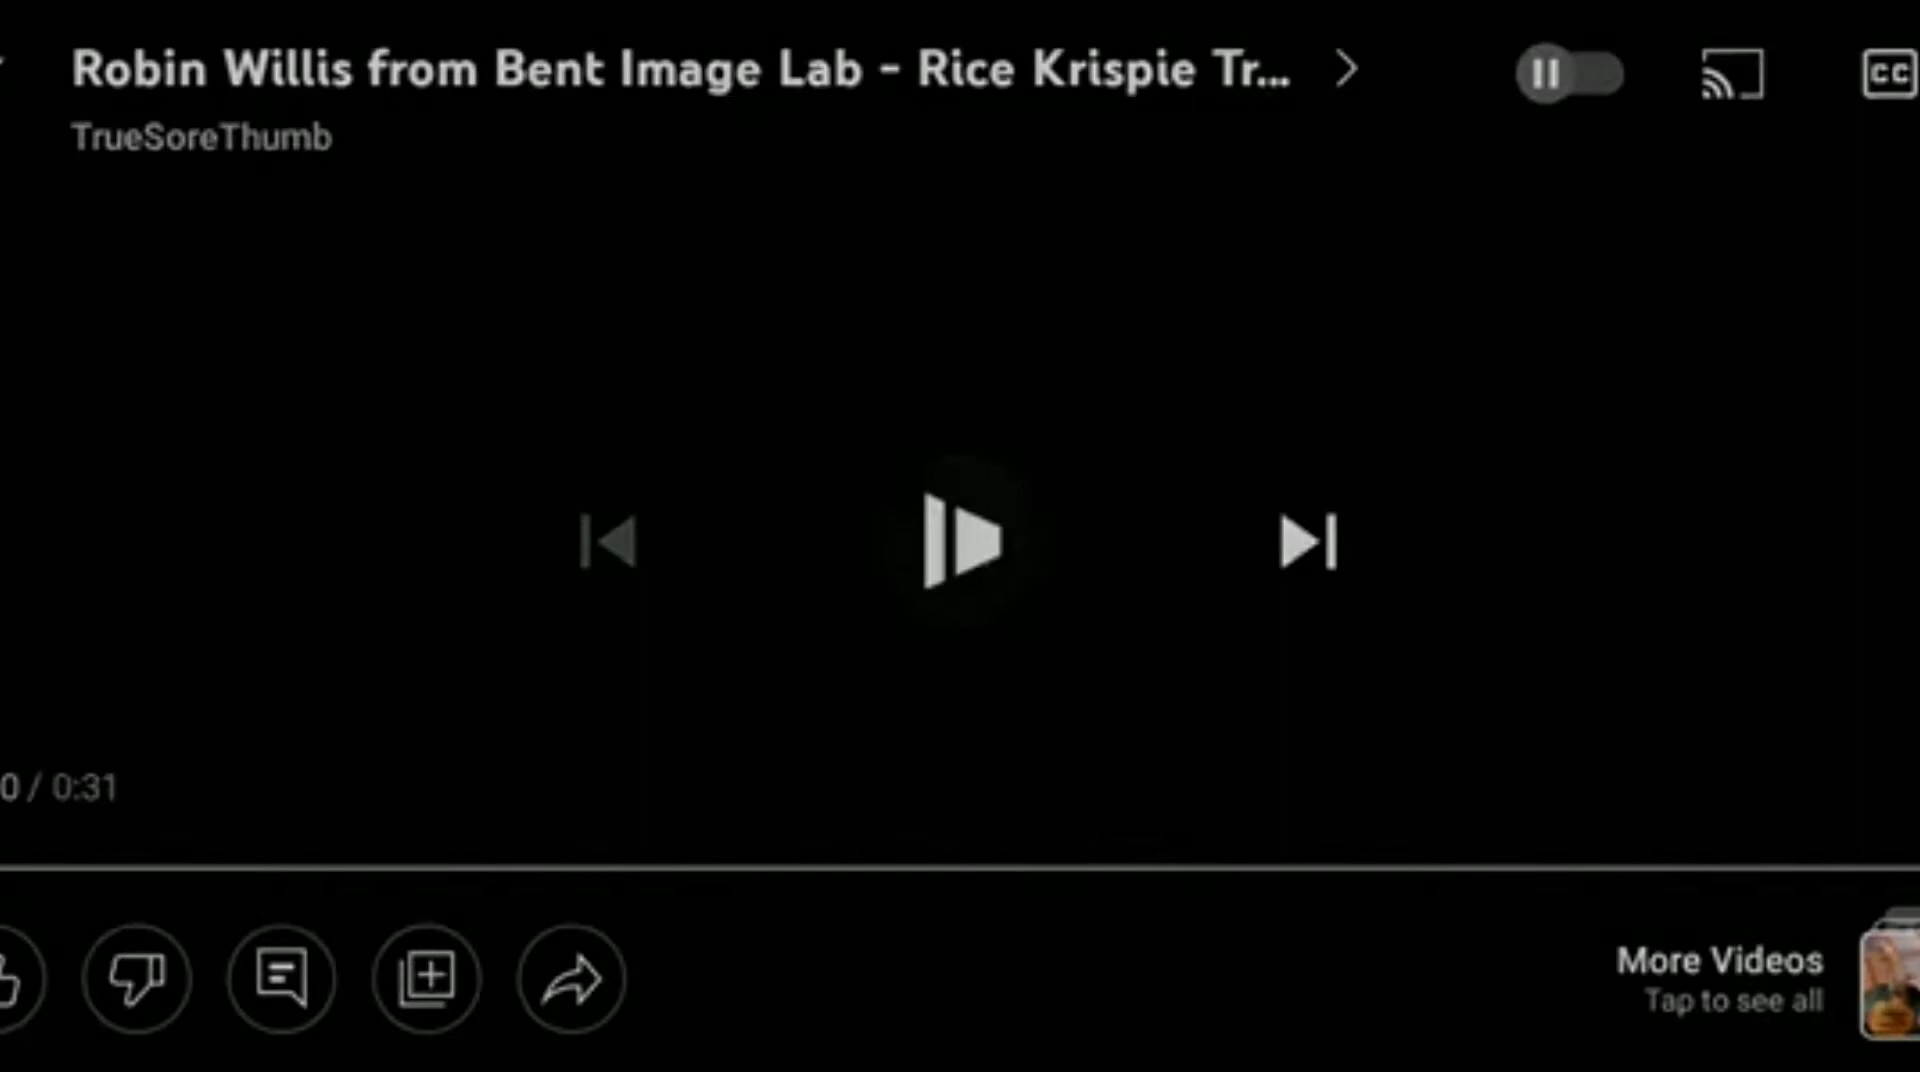 Robin Willis from Bent Image Lab - Rice Krispie Tr...
TrueSoreThumb
CC
0 / 0:31
More Videos
Tap to see all